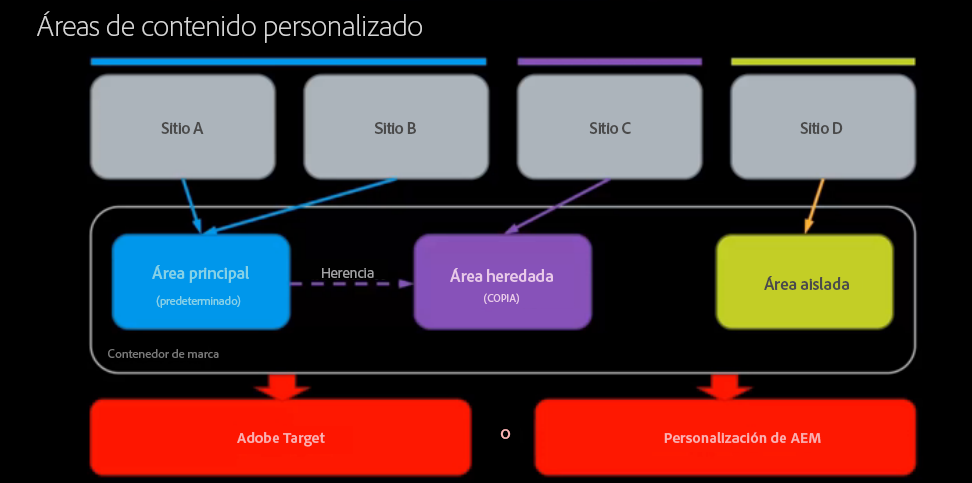 Áreas de contenido personalizado
Sitio A
Sitio B
Sitio C
Sitio D
Área principal
(predeterminado)
Herencia
Área heredada
(COPIA)
Área aislada
Contenedor de marca
Adobe Target
o
Personalización de AEM